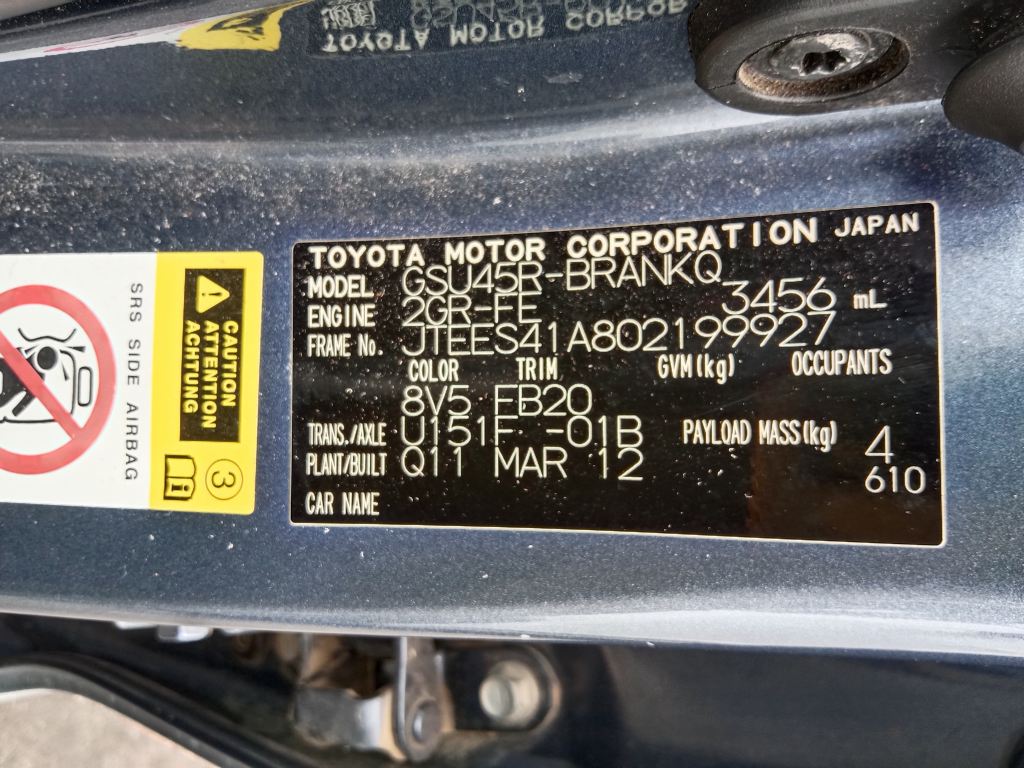 TOYOTA MOTOR CORPORATION JAPAN
MODEL GSU45R-BRANKQ
ENGINE 2GR-FE 3456 mL
FRAME No. JTEES41A802199927
COLOR TRIM GVM(kg) OCCUPANTS
8V5 FB20
TRANS./AXLE U151F -01B PAYLOAD MASS(kg) 4
PLANT/BUILT Q11 MAR 12 610
CAR NAME
SRS SIDE AIRBAG
CAUTION
ATTENTION
ACHTUNG
3
TOYOTA MOTOR CORPOR